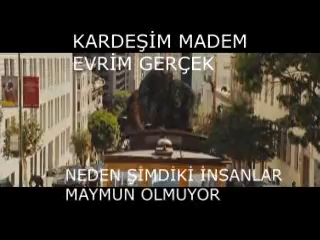 KARDEŞİM MADEM
EVRİM GERÇEK
NEDEN ŞİMDİKİ İNSANLAR
MAYMUN OLMUYOR